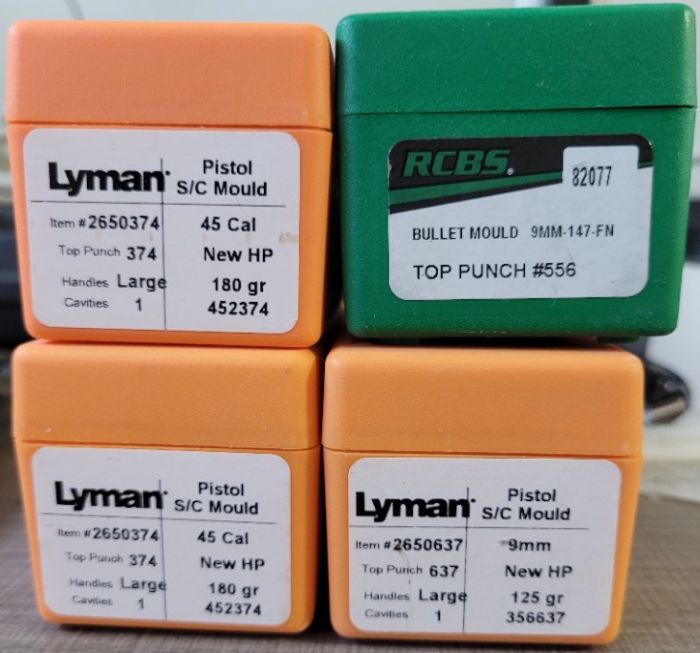 Lyman
Pistol
S/C Mould
Item # 2650374 45 Cal
Top Punch 374 New HP
Handles Large 180 gr
Cavities 1 452374
RCBS.
82077
BULLET MOULD 9MM-147-FN
TOP PUNCH #556
Lyman
Pistol
S/C Mould
Item # 2650374 45 Cal
Top Punch 374 New HP
Handles Large 180 gr
Cavities 1 452374
Lyman
Pistol
S/C Mould
Item # 2650637 9mm
Top Punch 637 New HP
Handles Large 125 gr
Cavities 1 356637